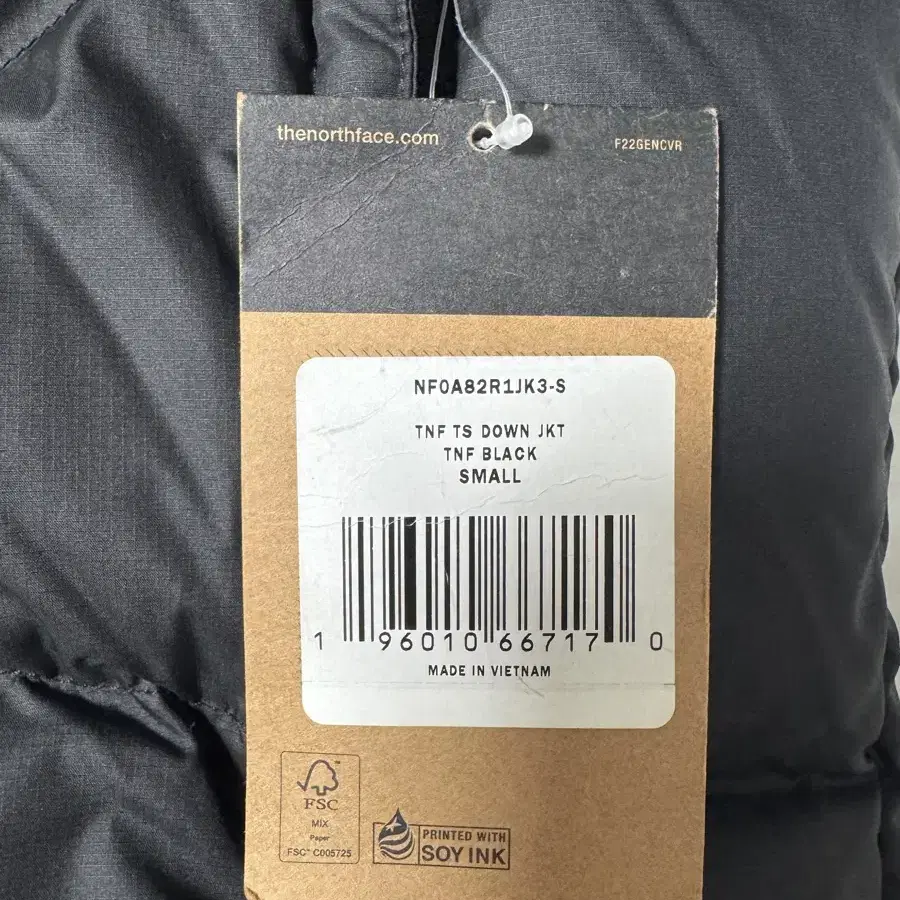 thenorthface.com
F22GENCVR
NF0A82R1JK3-S
TNF TS DOWN JKT
TNF BLACK
SMALL
1 96010 66717 0
MADE IN VIETNAM
FSC
MIX
Paper
FSC™ C005725
PRINTED WITH
SOY INK